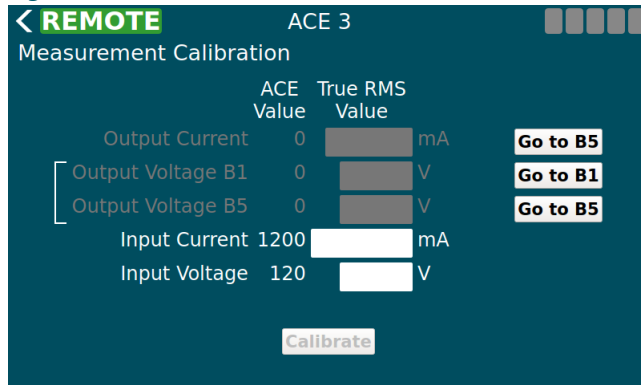 REMOTE ACE 3
Measurement Calibration
ACE Value True RMS Value
Output Current 0 mA Go to B5
Output Voltage B1 0 V Go to B1
Output Voltage B5 0 V Go to B5
Input Current 1200 mA
Input Voltage 120 V
Calibrate